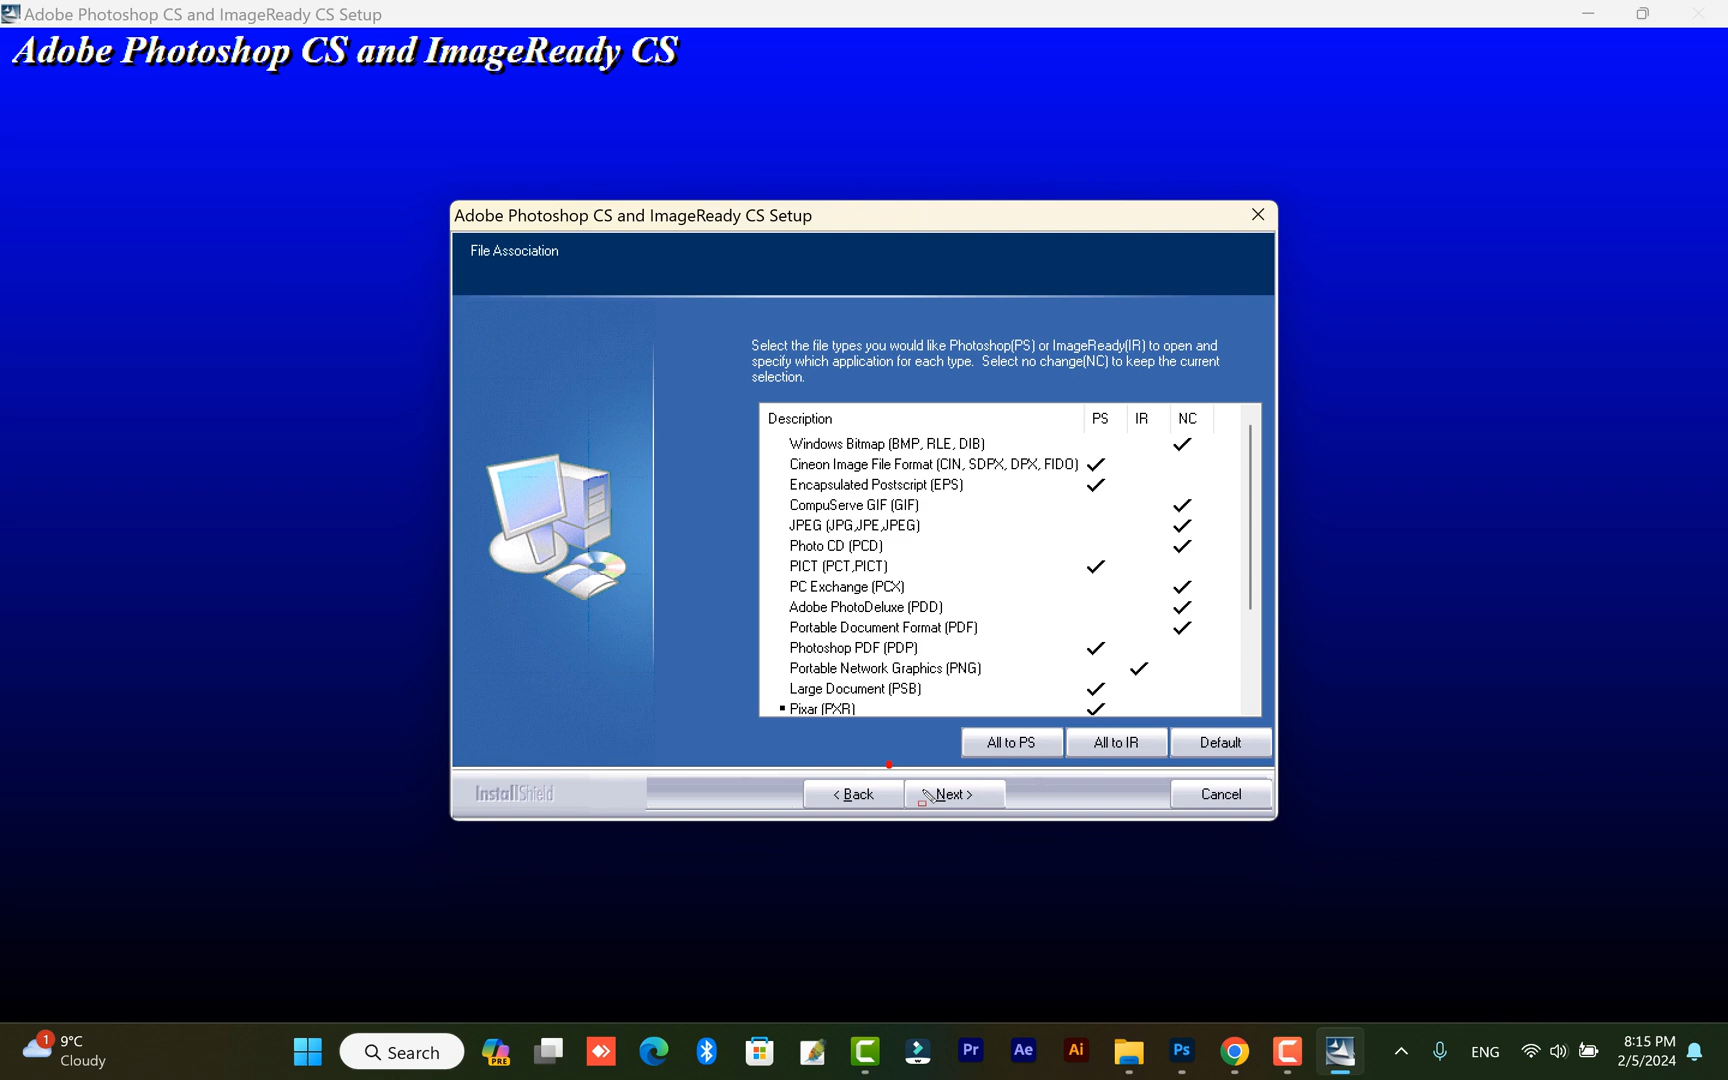 Adobe Photoshop CS and ImageReady CS Setup
Adobe Photoshop CS and ImageReady CS
Adobe Photoshop CS and ImageReady CS Setup
File Association
Select the file types you would like Photoshop(PS) or ImageReady(IR) to open and
specify which application for each type. Select no change(NC) to keep the current
selection.
Description PS IR NC
Windows Bitmap (BMP, RLE, DIB)
Cineon Image File Format (CIN, SDPX, DPX, FIDO)
Encapsulated Postscript (EPS)
CompuServe GIF (GIF)
JPEG (JPG,JPE,JPEG)
Photo CD (PCD)
PICT (PCT,PICT)
PC Exchange (PCX)
Adobe PhotoDeluxe (PDD)
Portable Document Format (PDF)
Photoshop PDF (PDP)
Portable Network Graphics (PNG)
Large Document (PSB)
Pixar (PXR)
All to PS All to IR Default
InstallShield < Back Next > Cancel
1 9°C
Cloudy
Search
PRE
Pr Ae Ai Ps
ENG
8:15 PM
2/5/2024